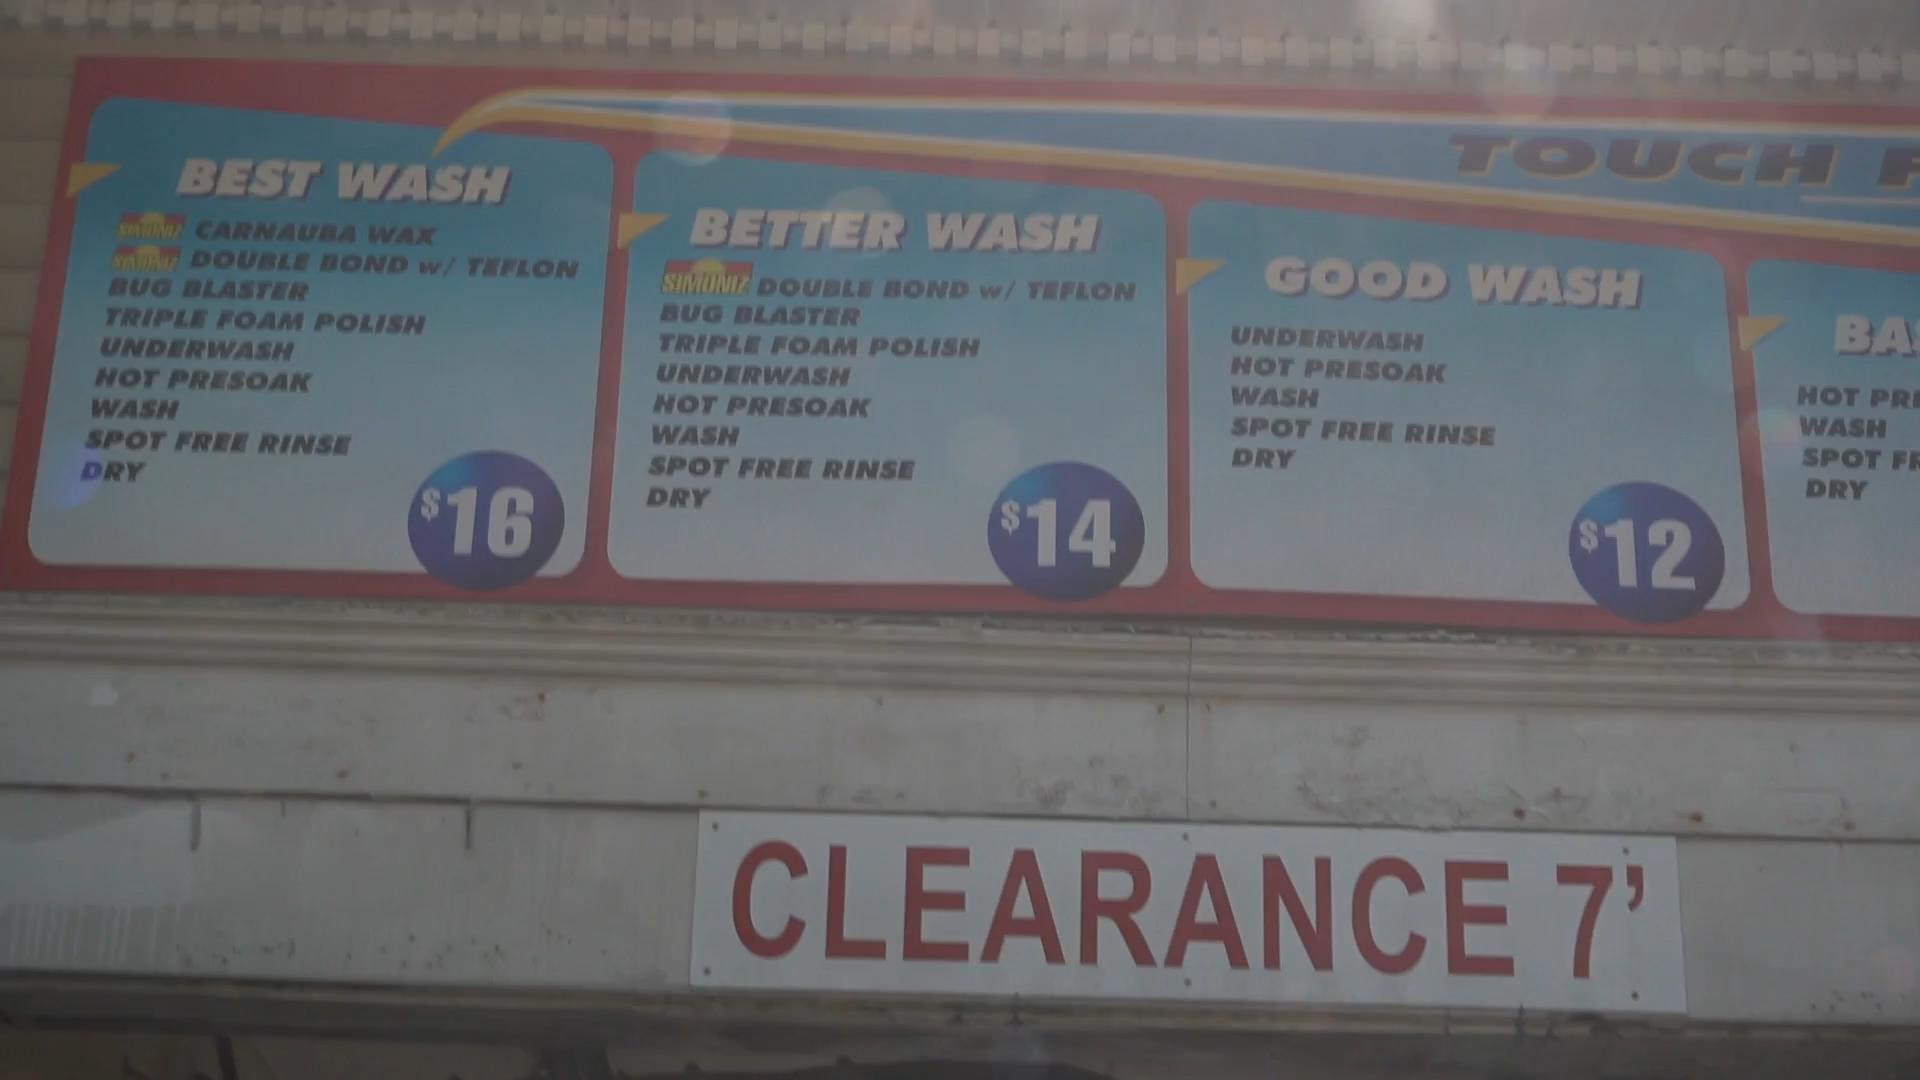 TOUCH F
BEST WASH
SIMONIZ CARNAUBA WAX
SIMONIZ DOUBLE BOND w/ TEFLON
BUG BLASTER
TRIPLE FOAM POLISH
UNDERWASH
HOT PRESOAK
WASH
SPOT FREE RINSE
DRY
$16
BETTER WASH
SIMONIZ DOUBLE BOND w/ TEFLON
BUG BLASTER
TRIPLE FOAM POLISH
UNDERWASH
HOT PRESOAK
WASH
SPOT FREE RINSE
DRY
$14
GOOD WASH
UNDERWASH
HOT PRESOAK
WASH
SPOT FREE RINSE
DRY
$12
BAS
HOT PRE
WASH
SPOT FR
DRY
CLEARANCE 7’